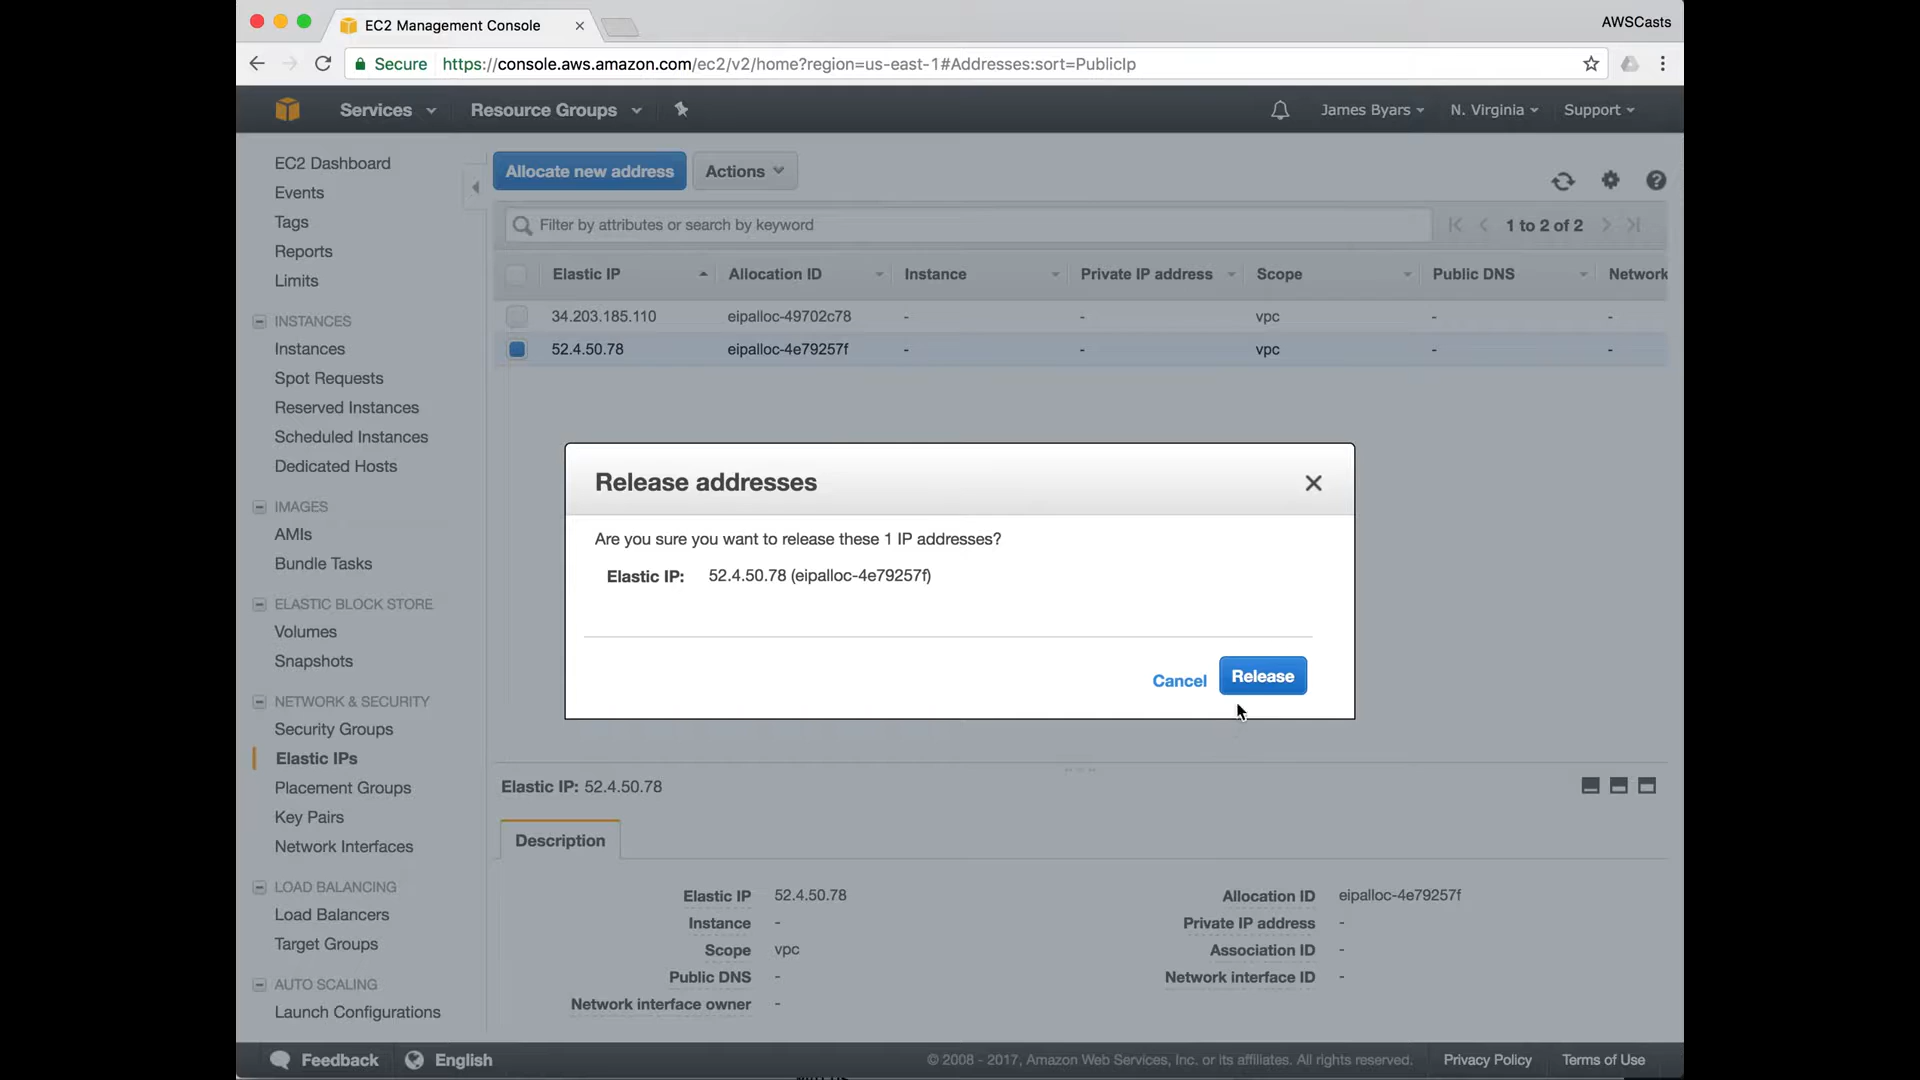 EC2 Management Console
AWSCasts
Secure https://console.aws.amazon.com/ec2/v2/home?region=us-east-1#Addresses:sort=PublicIp
Services Resource Groups James Byars N. Virginia Support
EC2 Dashboard
Events
Tags
Reports
Limits
INSTANCES
Instances
Spot Requests
Reserved Instances
Scheduled Instances
Dedicated Hosts
IMAGES
AMIs
Bundle Tasks
ELASTIC BLOCK STORE
Volumes
Snapshots
NETWORK & SECURITY
Security Groups
Elastic IPs
Placement Groups
Key Pairs
Network Interfaces
LOAD BALANCING
Load Balancers
Target Groups
AUTO SCALING
Launch Configurations
Allocate new address Actions
Filter by attributes or search by keyword 1 to 2 of 2
Elastic IP Allocation ID Instance Private IP address Scope Public DNS Network
34.203.185.110 eipalloc-49702c78 - - vpc - -
52.4.50.78 eipalloc-4e79257f - - vpc - -
Release addresses
Are you sure you want to release these 1 IP addresses?
Elastic IP: 52.4.50.78 (eipalloc-4e79257f)
Cancel Release
Elastic IP: 52.4.50.78
Description
Elastic IP 52.4.50.78 Allocation ID eipalloc-4e79257f
Instance - Private IP address -
Scope vpc Association ID -
Public DNS - Network interface ID -
Network interface owner -
Feedback English © 2008 - 2017, Amazon Web Services, Inc. or its affiliates. All rights reserved. Privacy Policy Terms of Use